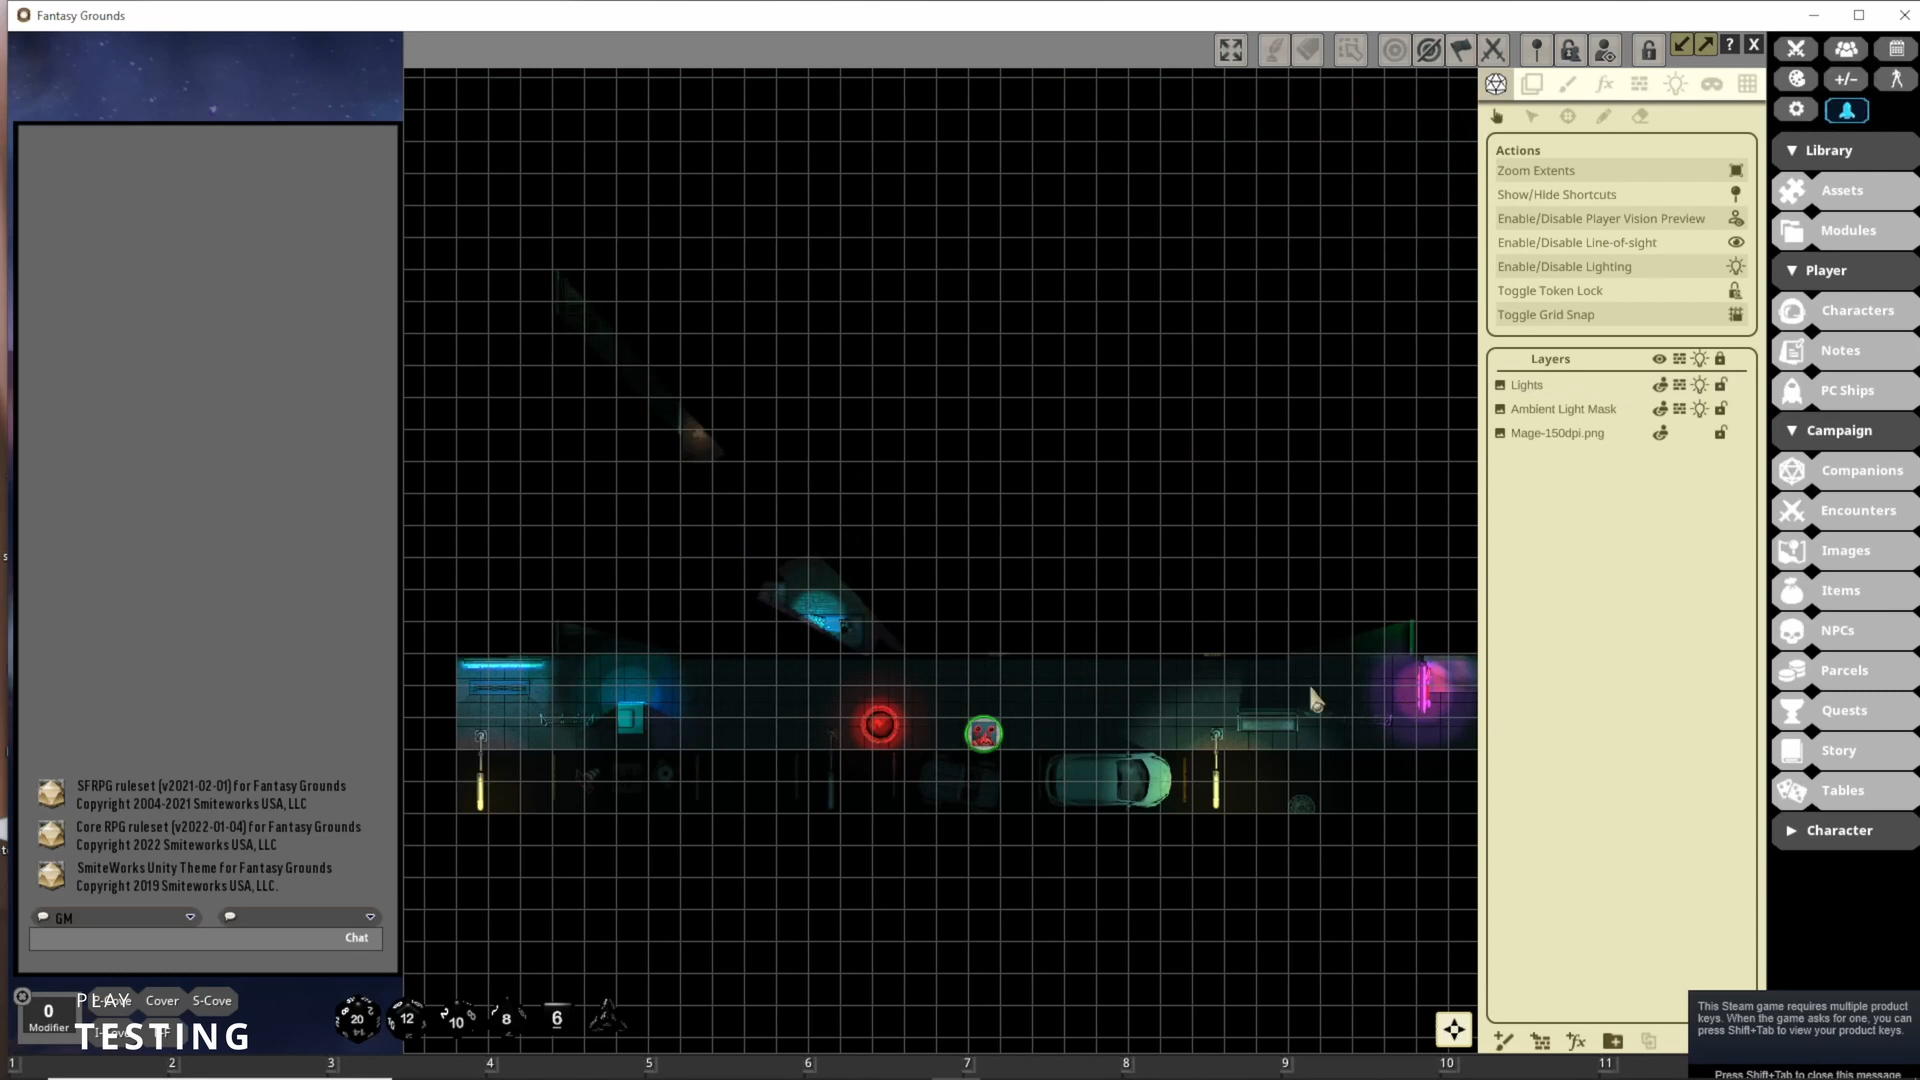 Fantasy Grounds
? X
+/-
Library
Assets
Modules
Player
Characters
Notes
PC Ships
Campaign
Companions
Encounters
Images
Items
NPCs
Parcels
Quests
Story
Tables
Character
fx
Actions
Zoom Extents
Show/Hide Shortcuts
Enable/Disable Player Vision Preview
Enable/Disable Line-of-sight
Enable/Disable Lighting
Toggle Token Lock
Toggle Grid Snap
Layers
Lights
Ambient Light Mask
Mage-150dpi.png
SFRPG ruleset (v2021-02-01) for Fantasy Grounds
Copyright 2004-2021 Smiteworks USA, LLC
Core RPG ruleset (v2022-01-04) for Fantasy Grounds
Copyright 2022 Smiteworks USA, LLC
SmiteWorks Unity Theme for Fantasy Grounds
Copyright 2019 Smiteworks USA, LLC.
GM
Chat
0
Modifier
PLAY
Cover
S-Cove
TESTING
20
12
10
8
6
fx
This Steam game requires multiple product
keys. When the game asks for one, you can
press Shift+Tab to view your product keys.
Press Shift+Tab to close this message
1 2 3 4 5 6 7 8 9 10 11